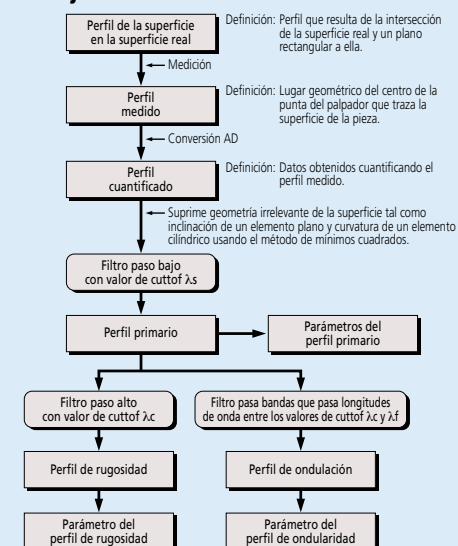 Perfil de la superficie
en la superficie real
Definición: Perfil que resulta de la intersección
de la superficie real y un plano
rectangular a ella.
Medición
Perfil
medido
Definición: Lugar geométrico del centro de la
punta del palpador que traza la
superficie de la pieza.
Conversión AD
Perfil
cuantificado
Definición: Datos obtenidos cuantificando el
perfil medido.
Suprime geometría irrelevante de la superficie tal como
inclinación de un elemento plano y curvatura de un elemento
cilíndrico usando el método de mínimos cuadrados.
Filtro paso bajo
con valor de cuttof λs
Perfil primario
Parámetros del
perfil primario
Filtro paso alto
con valor de cuttof λc
Filtro pasa bandas que pasa longitudes
de onda entre los valores de cuttof λc y λf
Perfil de rugosidad
Perfil de ondulación
Parámetro del
perfil de rugosidad
Parámetro del
perfil de ondularidad